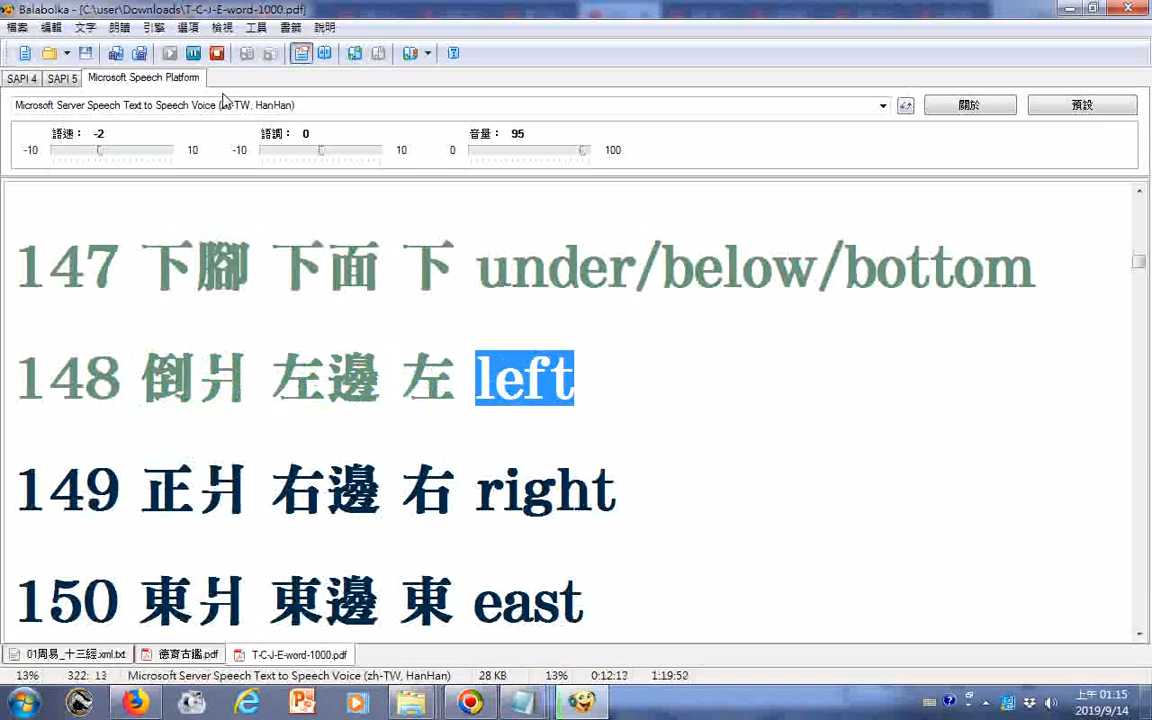 Balabolka - [C:\user\Downloads\T-C-J-E-word-1000.pdf]
檔案 編輯 文字 朗讀 引擎 選項 檢視 工具 書籤 說明
SAPI 4 SAPI 5 Microsoft Speech Platform
Microsoft Server Speech Text to Speech Voice (zh-TW, HanHan) 關於 預設
語速： -2 語調： 0 音量： 95
-10 10 -10 10 0 100
147 下腳 下面 下 under/below/bottom
148 倒爿 左邊 左 left
149 正爿 右邊 右 right
150 東爿 東邊 東 east
01周易_十三經.xml.txt 德育古鑑.pdf T-C-J-E-word-1000.pdf
13% 322: 13 Microsoft Server Speech Text to Speech Voice (zh-TW, HanHan) 28 KB 13% 0:12:13 1:19:52
上午 01:15
2019/9/14